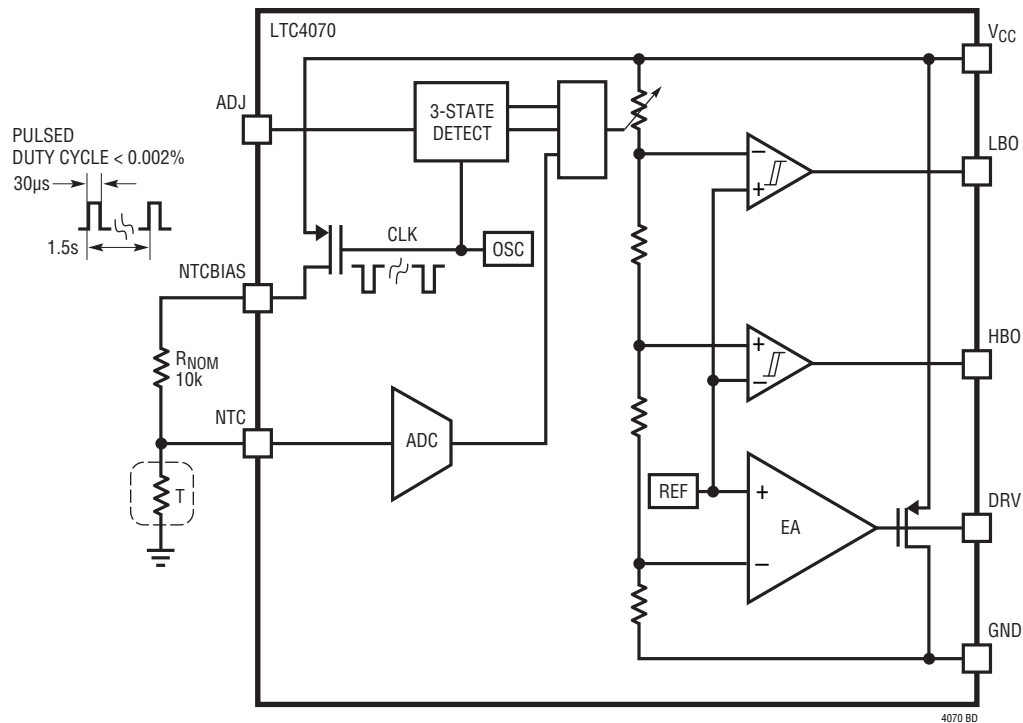 LTC4070
VCC
ADJ
3-STATE
DETECT
PULSED
DUTY CYCLE < 0.002%
30µs
1.5s
LBO
–
+
CLK
OSC
NTCBIAS
RNOM
10k
HBO
+
–
NTC
ADC
T
REF
+
EA
–
DRV
GND
4070 BD